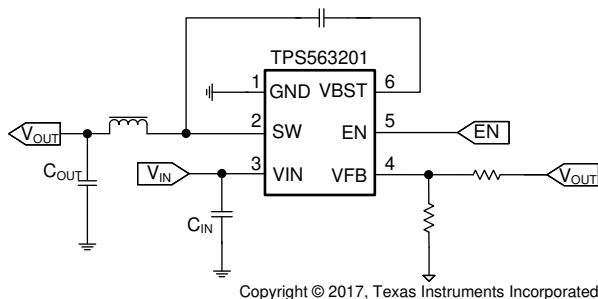 TPS563201
1
GND
VBST
6
2
SW
EN
5
EN
3
VIN
VFB
4
VOUT
COUT
VIN
CIN
VOUT
Copyright © 2017, Texas Instruments Incorporated